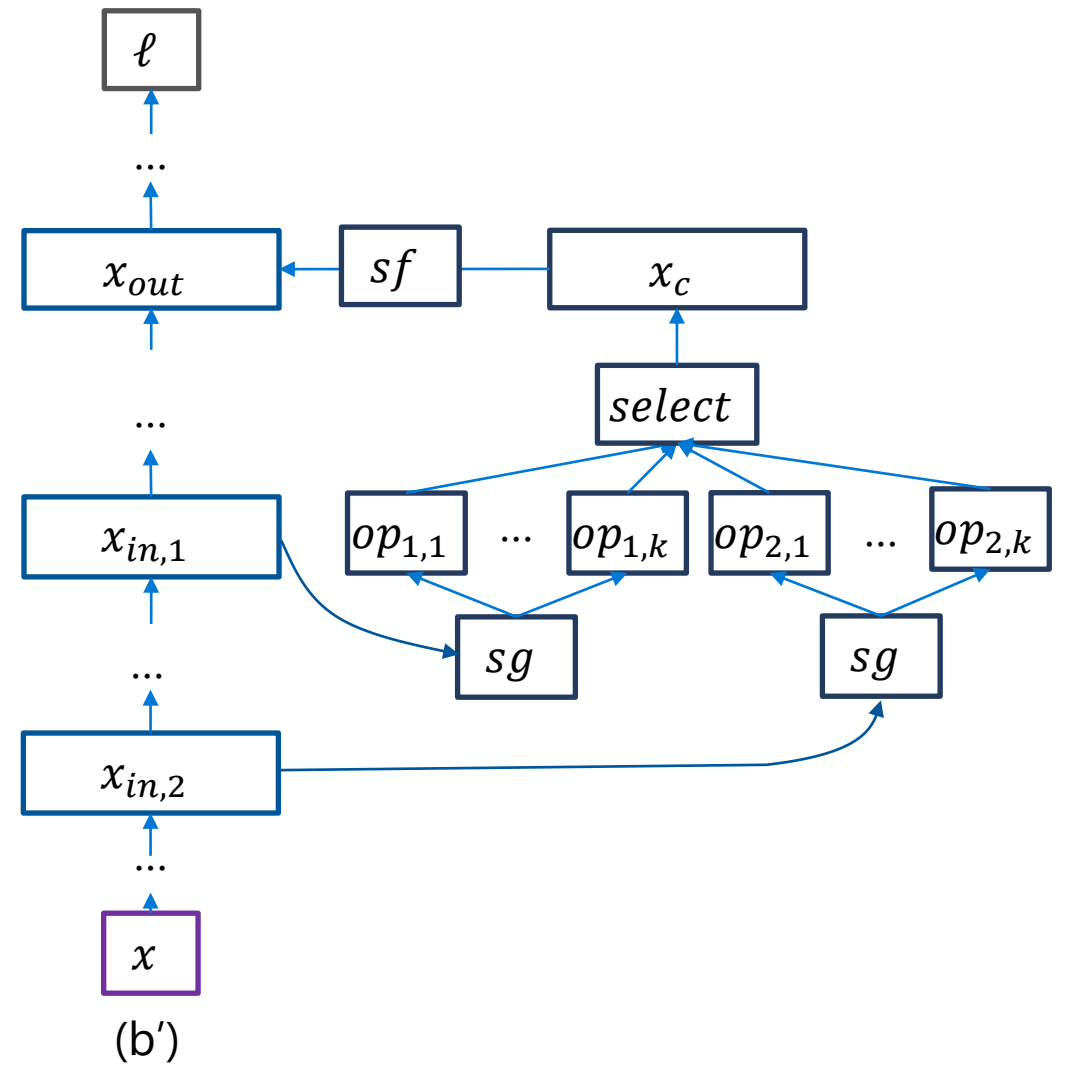 ℓ
...
x_out sf x_c
select
...
x_in,1 op_1,1 ... op_1,k op_2,1 ... op_2,k
sg sg
...
x_in,2
...
x
(b′)